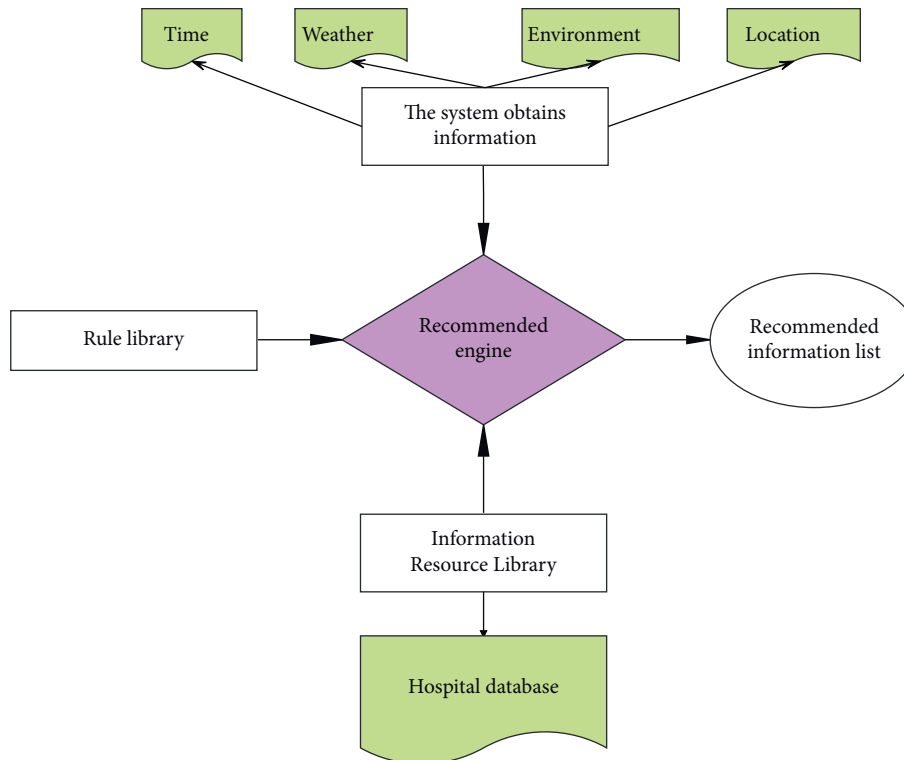 Time
Weather
Environment
Location
The system obtains
information
Rule library
Recommended
engine
Recommended
information list
Information
Resource Library
Hospital database